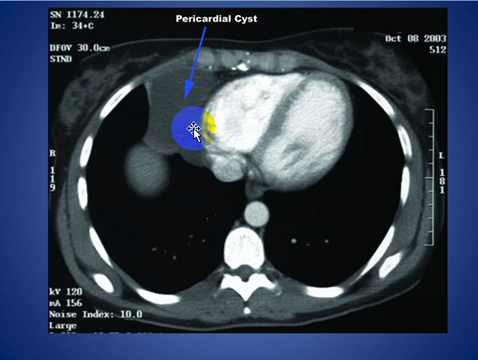 Pericardial Cyst
SN I174.24
Im: 34+C
Oct 08 2003
512
DFOV 30.0cm
STND
R
1
1
9
L
1
8
1
kV 120
mA 156
Noise Index: 10.0
Large